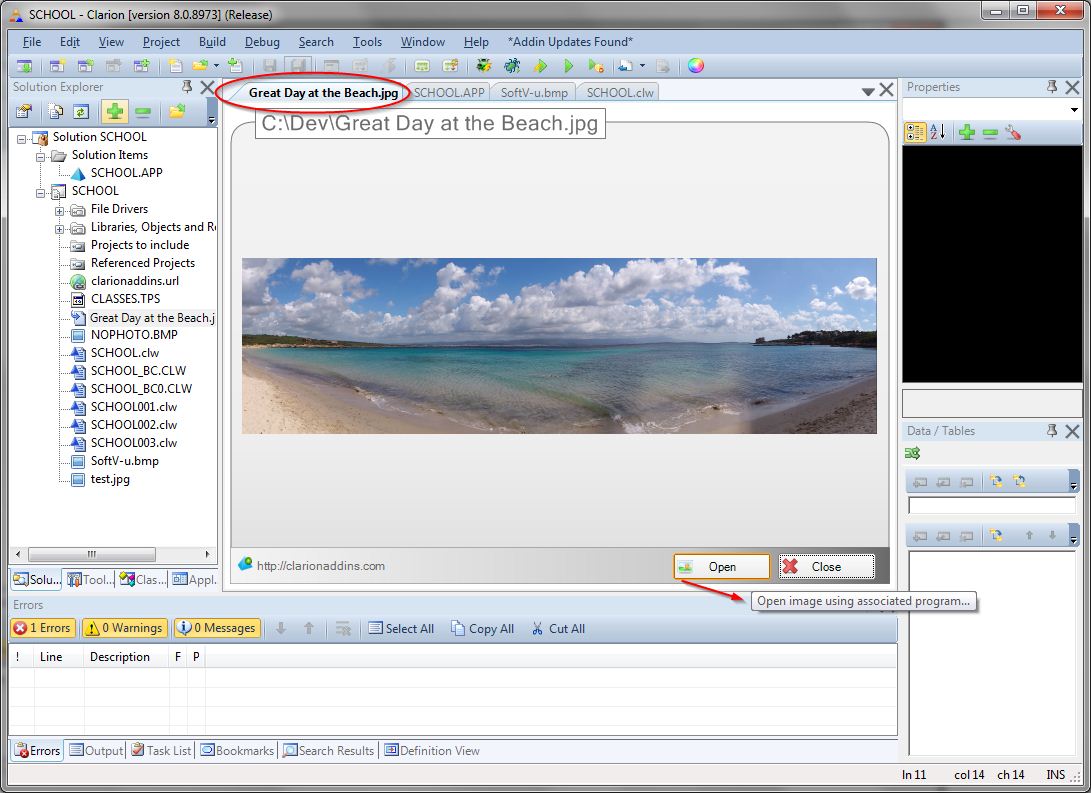 SCHOOL - Clarion [version 8.0.8973] (Release)
File Edit View Project Build Debug Search Tools Window Help *Addin Updates Found*
Solution Explorer
Great Day at the Beach.jpg SCHOOL.APP SoftV-u.bmp SCHOOL.clw
Properties
C:\Dev\Great Day at the Beach.jpg
Solution SCHOOL
Solution Items
SCHOOL.APP
SCHOOL
File Drivers
Libraries, Objects and Re
Projects to include
Referenced Projects
clarionaddins.url
CLASSES.TPS
Great Day at the Beach.j
NOPHOTO.BMP
SCHOOL.clw
SCHOOL_BC.CLW
SCHOOL_BC0.CLW
SCHOOL001.clw
SCHOOL002.clw
SCHOOL003.clw
SoftV-u.bmp
test.jpg
Data / Tables
http://clarionaddins.com
Open
Close
Open image using associated program...
Solu... Tool... Clas... Appl.
Errors
1 Errors 0 Warnings 0 Messages Select All Copy All Cut All
! Line Description F P
Errors Output Task List Bookmarks Search Results Definition View
ln 11 col 14 ch 14 INS